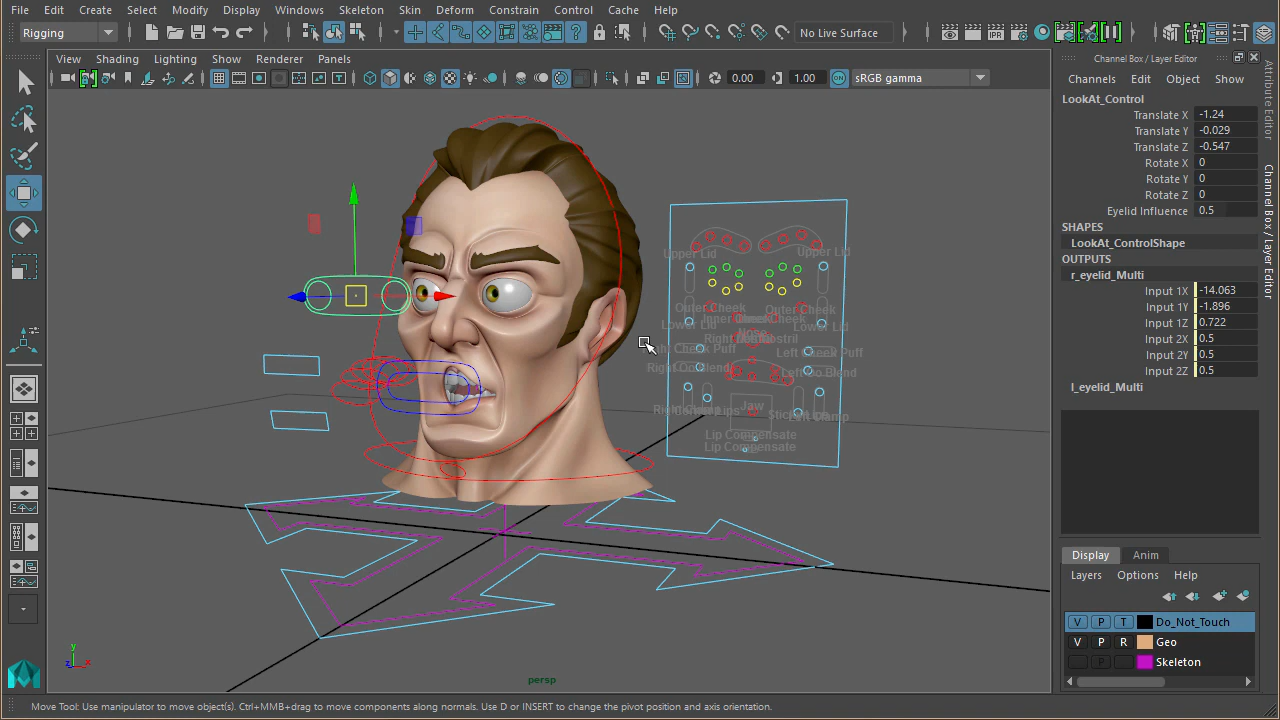 File Edit Create Select Modify Display Windows Skeleton Skin Deform Constrain Control Cache Help
Rigging
No Live Surface
View Shading Lighting Show Renderer Panels
0.00
1.00
ON
sRGB gamma
IPR
Channel Box / Layer Editor
Channels Edit Object Show
LookAt_Control
Translate X -1.24
Translate Y -0.029
Translate Z -0.547
Rotate X 0
Rotate Y 0
Rotate Z 0
Eyelid Influence 0.5
SHAPES
LookAt_ControlShape
OUTPUTS
r_eyelid_Multi
Input 1X -14.063
Input 1Y -1.896
Input 1Z 0.722
Input 2X 0.5
Input 2Y 0.5
Input 2Z 0.5
l_eyelid_Multi
Attribute Editor
Channel Box / Layer Editor
Upper Lid
Upper Lid
Outer Cheek
Outer Cheek
Lower Lid
Lower Lid
Nose
Left Cheek Puff
Jaw
Lip Compensate
Lip Compensate
Display Anim
Layers Options Help
V P T Do_Not_Touch
V P R Geo
P Skeleton
y
z x
persp
Move Tool: Use manipulator to move object(s). Ctrl+MMB+drag to move components along normals. Use D or INSERT to change the pivot position and axis orientation.